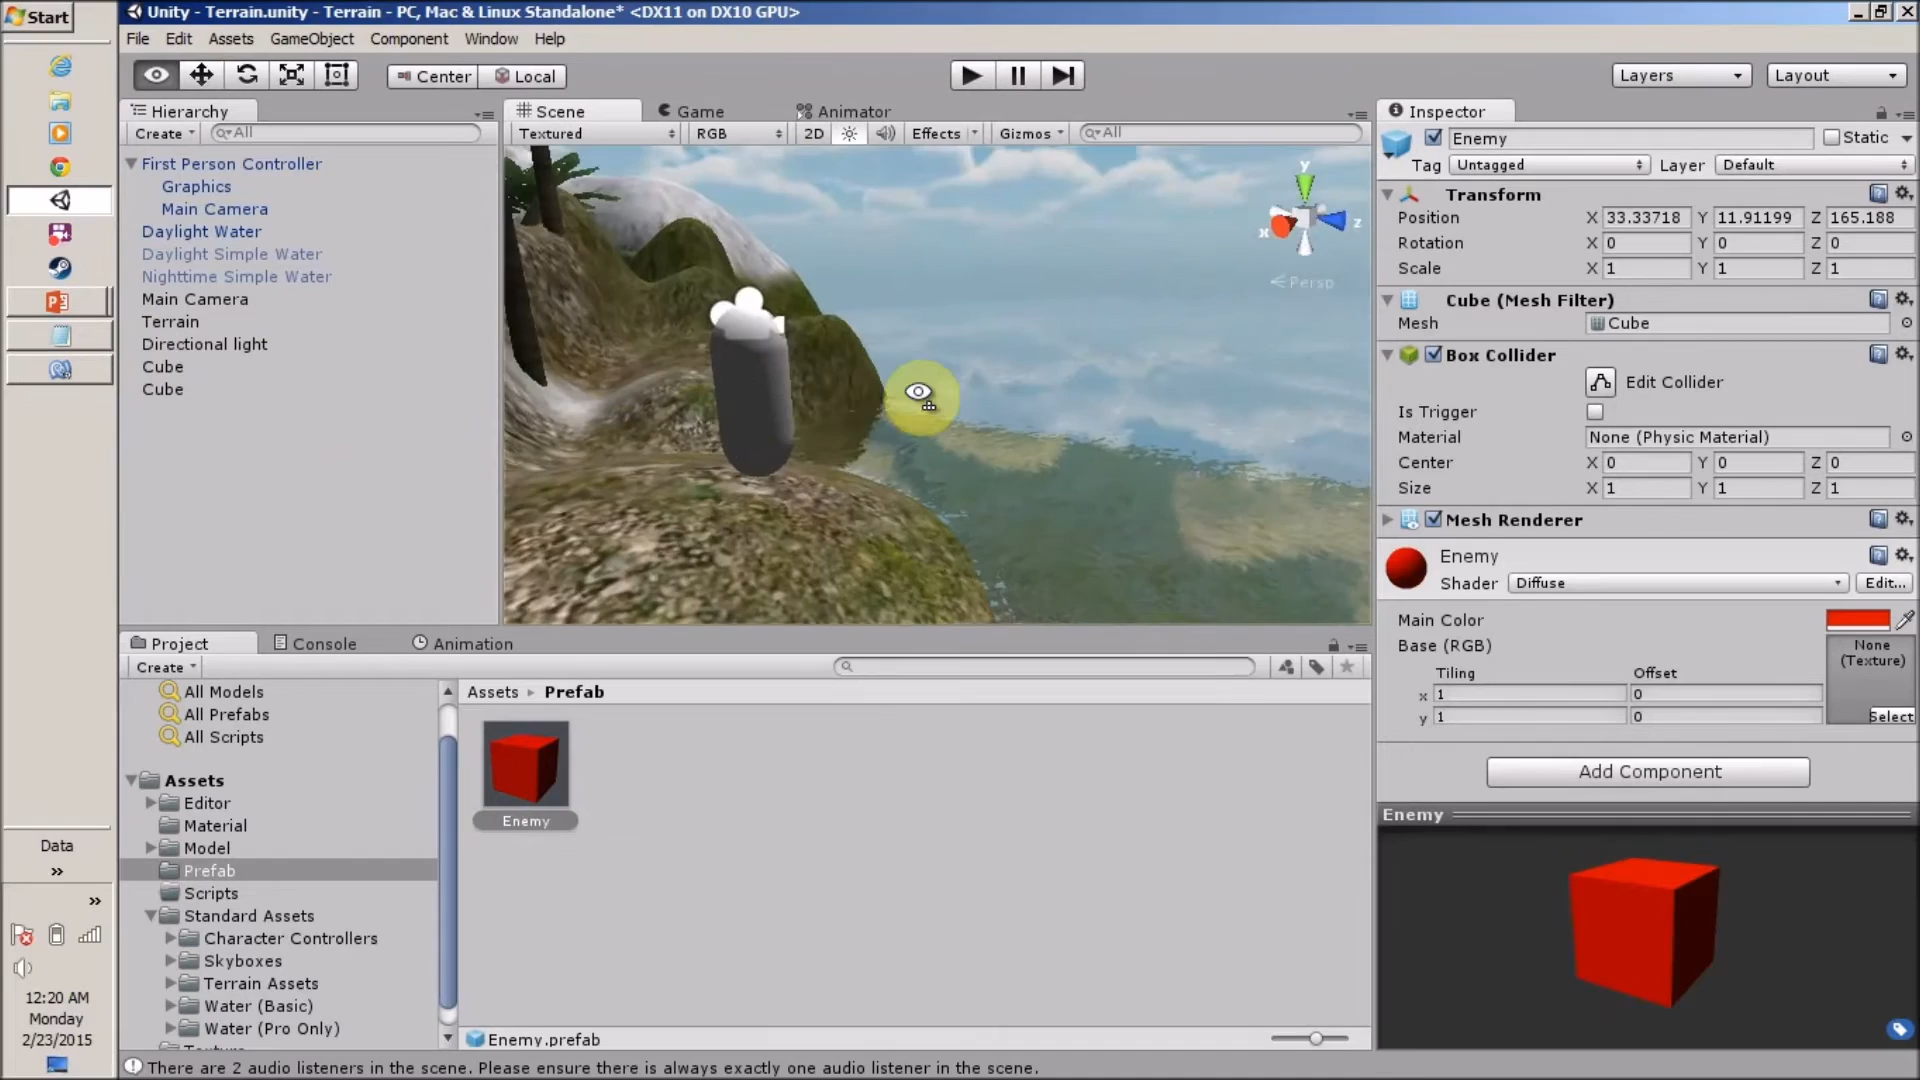 Start
Unity - Terrain.unity - Terrain - PC, Mac & Linux Standalone* <DX11 on DX10 GPU>
File Edit Assets GameObject Component Window Help
Center Local
Layers Layout
Hierarchy
Create All
First Person Controller
Graphics
Main Camera
Daylight Water
Daylight Simple Water
Nighttime Simple Water
Main Camera
Terrain
Directional light
Cube
Cube
Scene Game Animator
Textured RGB 2D Effects Gizmos All
y
x z
Persp
Inspector
Enemy Static
Tag Untagged Layer Default
Transform
Position X 33.33718 Y 11.91199 Z 165.188
Rotation X 0 Y 0 Z 0
Scale X 1 Y 1 Z 1
Cube (Mesh Filter)
Mesh Cube
Box Collider
Edit Collider
Is Trigger
Material None (Physic Material)
Center X 0 Y 0 Z 0
Size X 1 Y 1 Z 1
Mesh Renderer
Enemy
Shader Diffuse Edit...
Main Color
Base (RGB) None
(Texture)
Tiling Offset
x 1 0
y 1 0
Select
Add Component
Enemy
Project Console Animation
Create
All Models
All Prefabs
All Scripts
Assets
Editor
Material
Model
Prefab
Scripts
Standard Assets
Character Controllers
Skyboxes
Terrain Assets
Water (Basic)
Water (Pro Only)
Assets Prefab
Enemy
Enemy.prefab
Data
»
»
12:20 AM
Monday
2/23/2015
There are 2 audio listeners in the scene. Please ensure there is always exactly one audio listener in the scene.